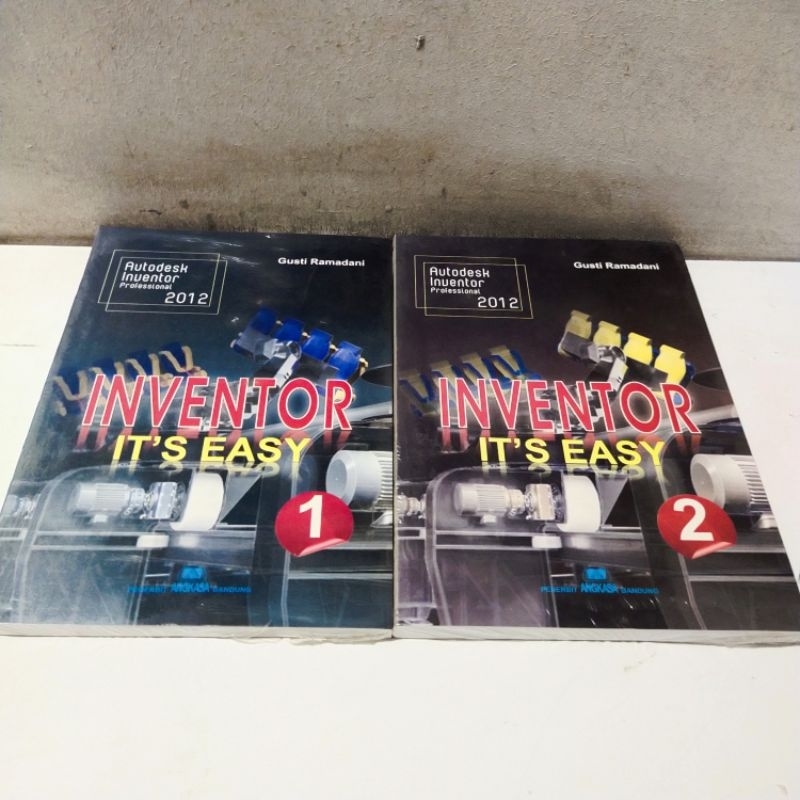 Autodesk
Inventor
Professional
2012
Gusti Ramadani
INVENTOR
IT'S EASY
1
PENERBIT ANGKASA BANDUNG
Autodesk
Inventor
Professional
2012
Gusti Ramadani
INVENTOR
IT'S EASY
2
PENERBIT ANGKASA BANDUNG